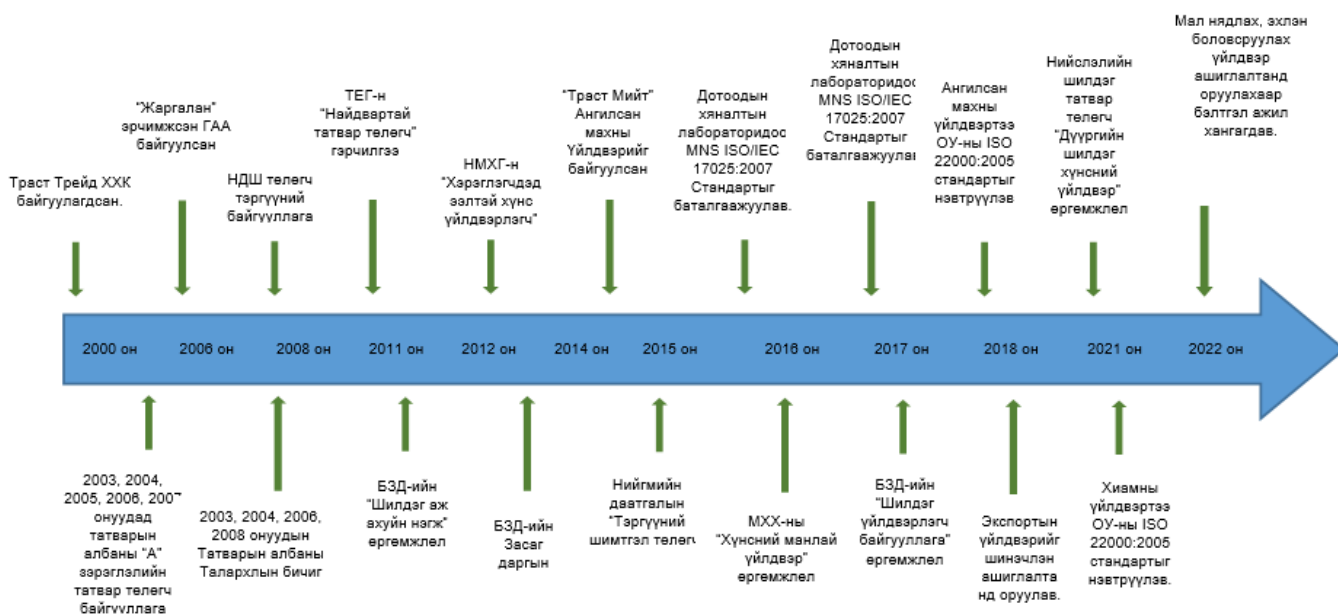 Траст Трейд ХХК
байгуулагдсан.
"Жаргалан"
эрчимжсэн ГАА
байгуулсан
НДШ төлөгч
тэргүүний
байгууллага
ТЕГ-н
"Найдвартай
татвар төлөгч"
гэрчилгээ
НМХГ-н
"Хэрэглэгчдэд
ээлтэй хүнс
үйлдвэрлэгч"
"Траст Мийт"
Ангилсан
махны
Үйлдвэрийг
байгуулсан
Дотоодын
хяналтын
лабораторидоо
MNS ISO/IEC
17025:2007
Стандартыг
баталгаажуулав.
Дотоодын
хяналтын
лабораторидос
MNS ISO/IEC
17025:2007
Стандартыг
баталгаажуулаг
Ангилсан
махны
үйлдвэртээ
ОУ-ны ISO
22000:2005
стандартыг
нэвтрүүлэв
Нийслэлийн
шилдэг
татвар
төлөгч
"Дүүргийн
шилдэг
хүнсний
үйлдвэр"
өргөмжлөл
Мал нядлах, эхлэн
боловсруулах
үйлдвэр
ашиглалтанд
оруулахаар
бэлтгэл ажил
хангагдав.
2000 он
2006 он
2008 он
2011 он
2012 он
2014 он
2015 он
2016 он
2017 он
2018 он
2021 он
2022 он
2003, 2004,
2005, 2006, 2007
онуудад
татварын
албаны "А"
зэрэглэлийн
татвар төлөгч
байгууллага
2003, 2004, 2006,
2008 онуудын
Татварын албаны
Талархлын бичиг
БЗД-ийн
"Шилдэг аж
ахуйн нэгж"
өргөмжлөл
БЗД-ийн
Засаг
даргын
Нийгмийн
даатгалын
"Тэргүүний
шимтгэл төлөгч
МХХ-ны
"Хүнсний манлай
үйлдвэр"
өргөмжлөл
БЗД-ийн "Шилдэг
үйлдвэрлэгч
байгууллага"
өргөмжлөл
Экспортын
үйлдвэрийг
шинэчлэн
ашиглалта
нд оруулав.
Хиамны
үйлдвэртээ
ОУ-ны ISO
22000:2005
стандартыг
нэвтрүүлэв.